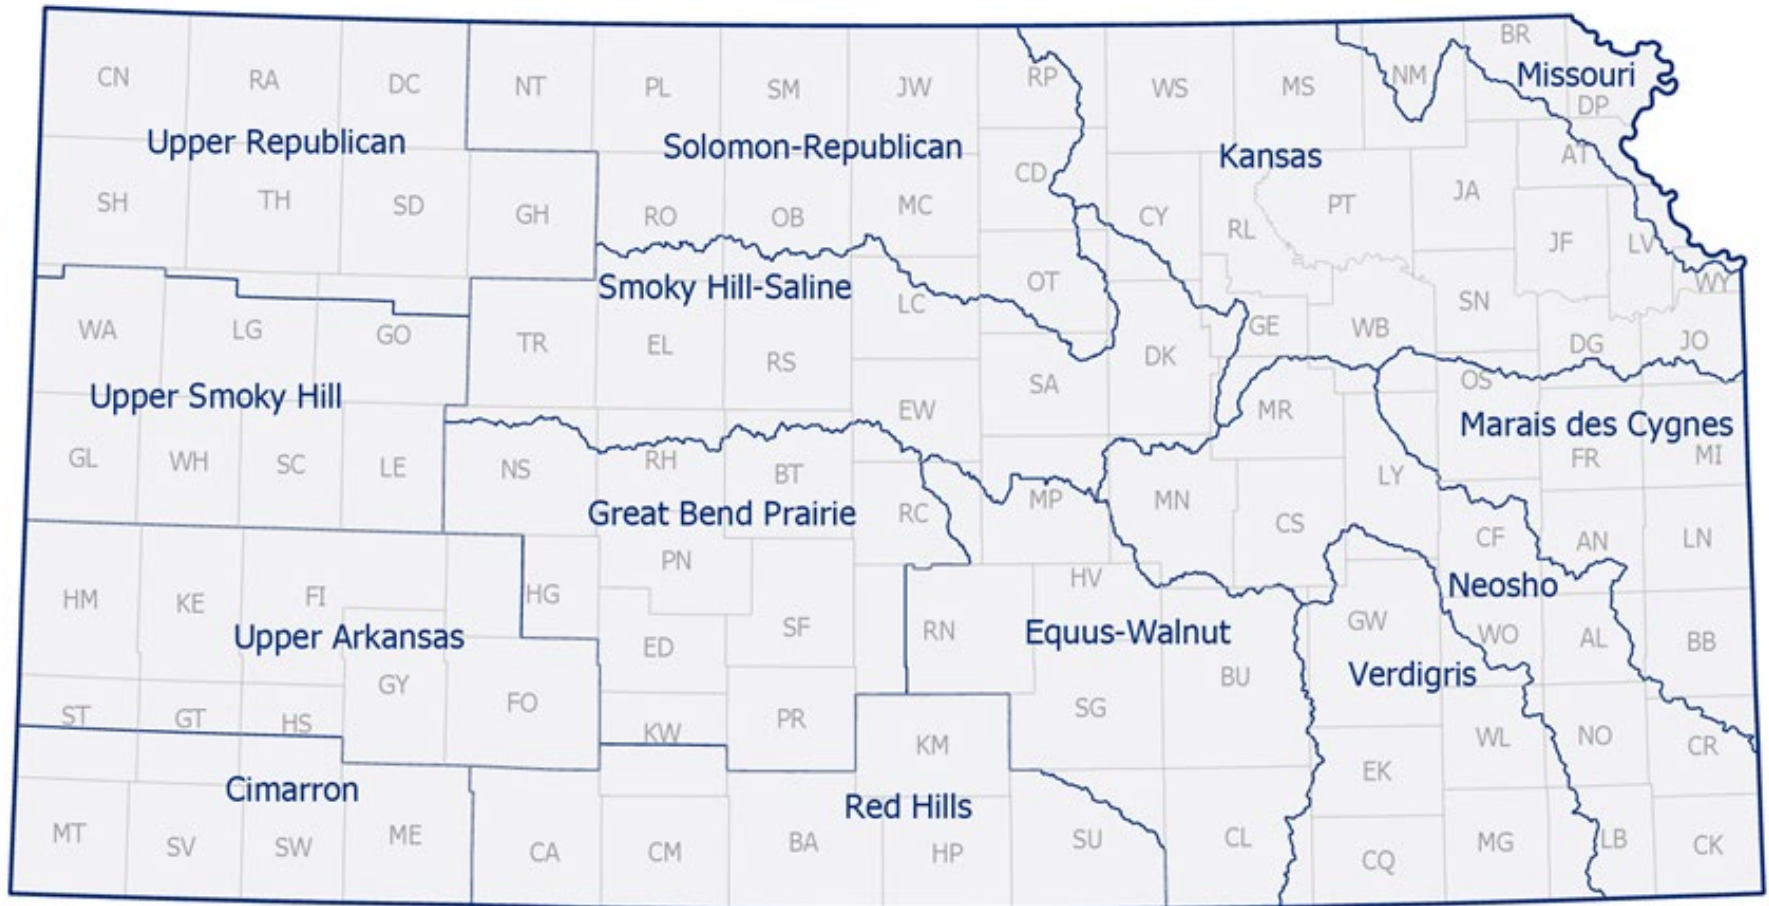 BR
CN RA DC NT PL SM JW RP WS MS NM Missouri
DP
Upper Republican Solomon-Republican Kansas AT
SH TH SD GH RO OB MC CD CY RL PT JA JF LV
Smoky Hill-Saline OT WY
WA LG GO TR EL RS LC SA DK GE WB SN DG JO
Upper Smoky Hill EW MR OS
Marais des Cygnes
GL WH SC LE NS RH BT RC MP MN LY FR MI
Great Bend Prairie CS CF AN LN
HM KE FI HG PN HV Neosho
Upper Arkansas ED SF RN Equus-Walnut GW WO AL BB
GY FO BU Verdigris
ST GT HS KW PR KM SG WL NO CR
Cimarron Red Hills EK
MT SV SW ME CA CM BA HP SU CL CQ MG LB CK